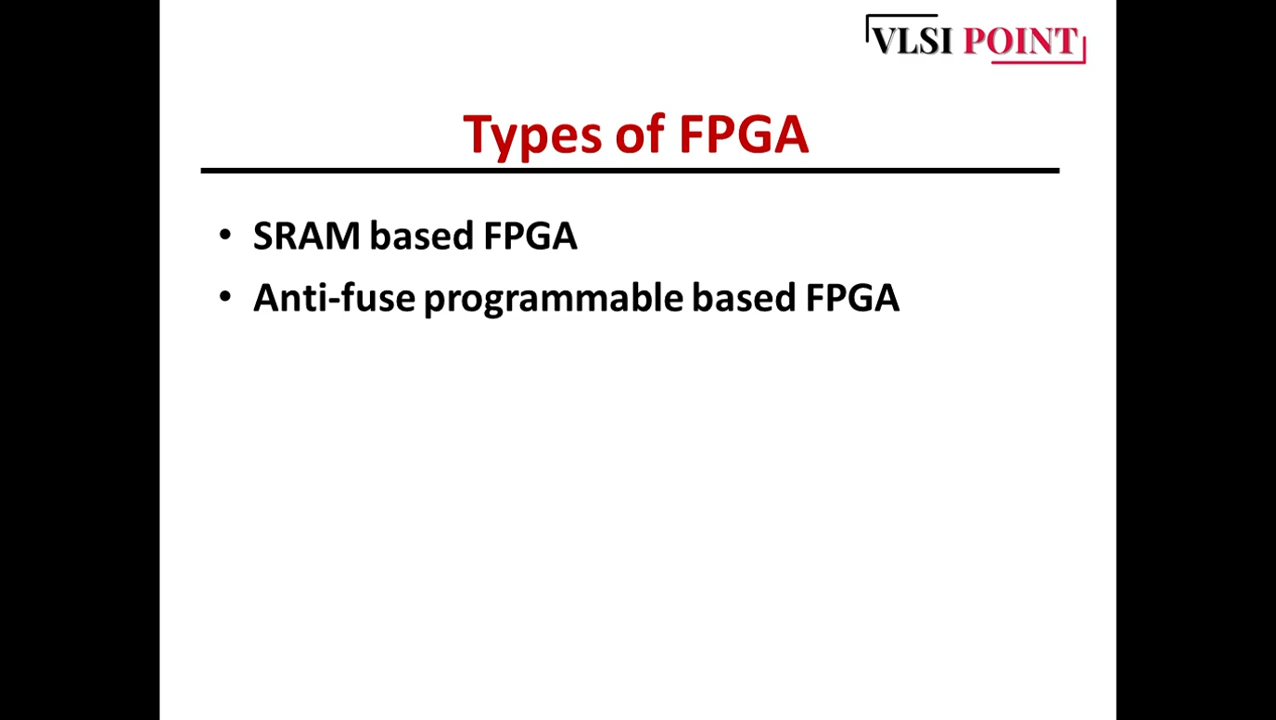 VLSI POINT
Types of FPGA
• SRAM based FPGA
• Anti-fuse programmable based FPGA